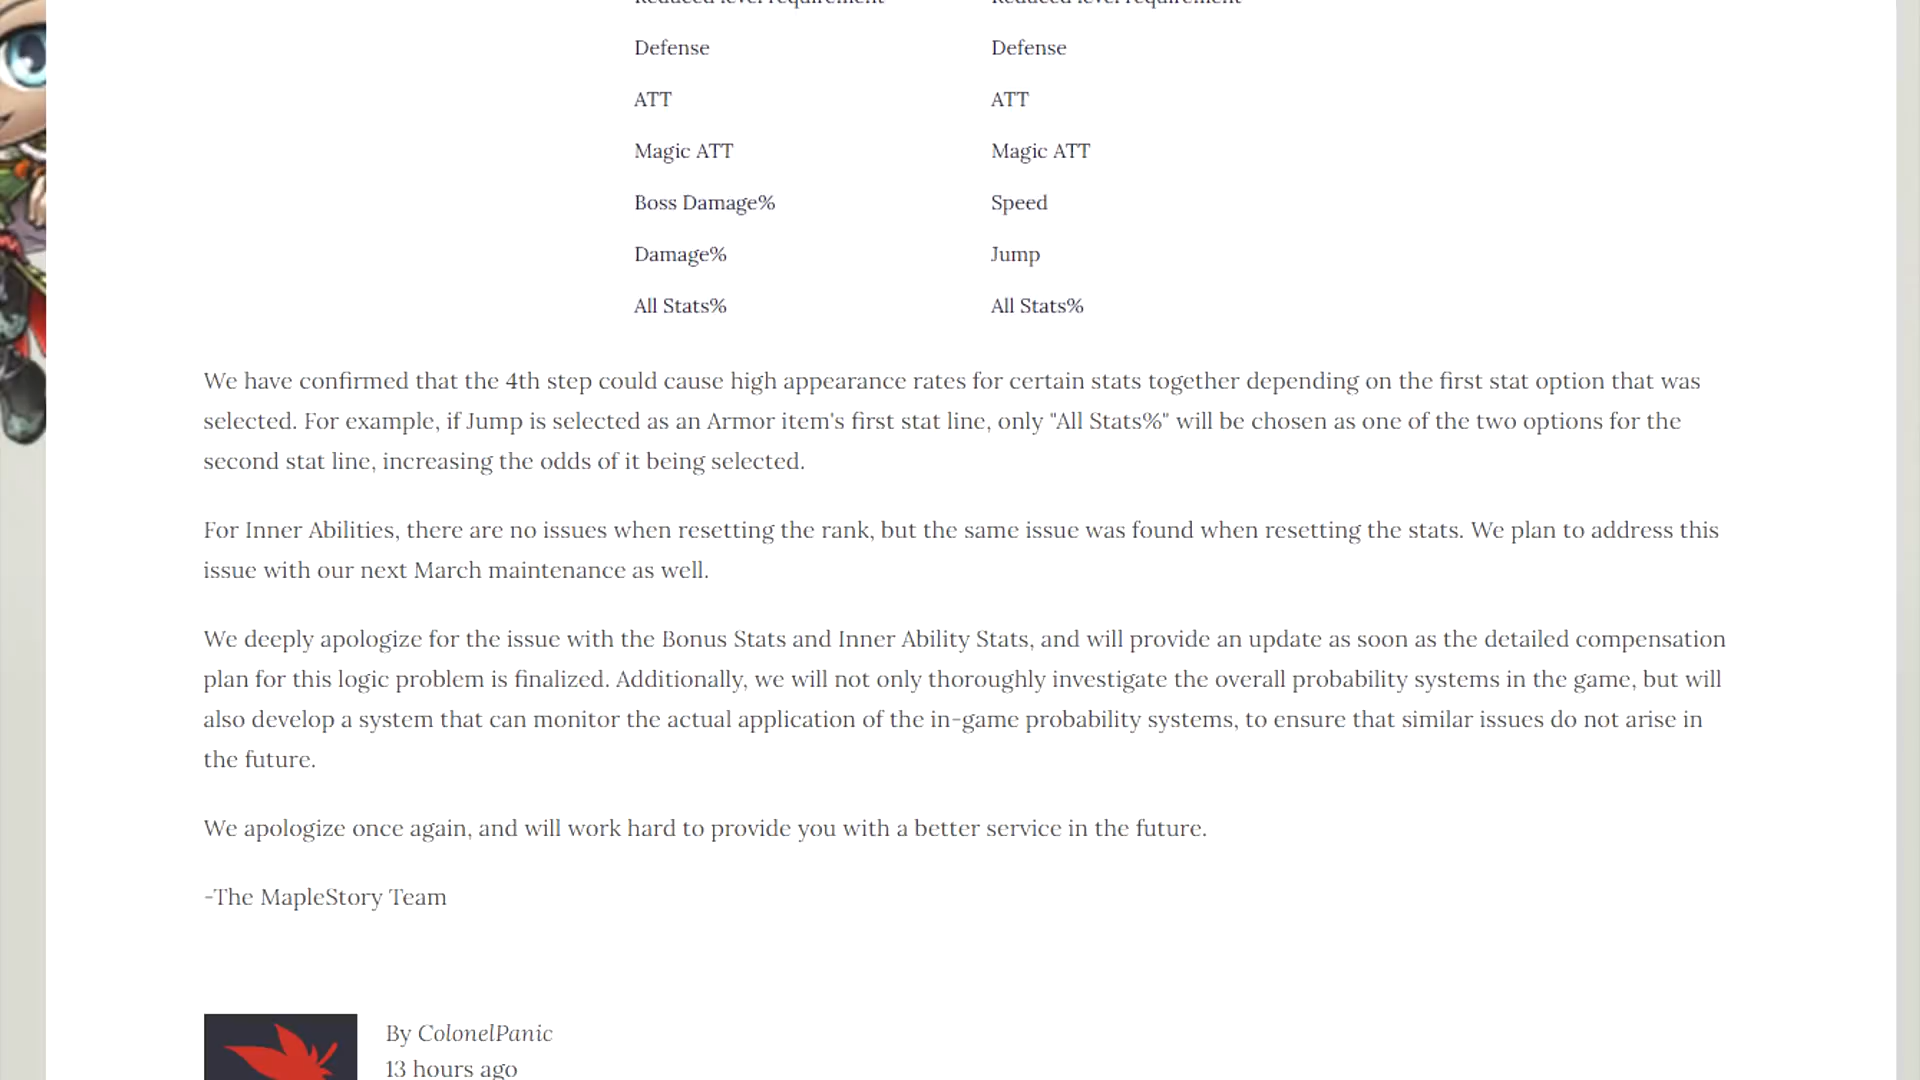 Reduced level requirement Reduced level requirement
Defense Defense
ATT ATT
Magic ATT Magic ATT
Boss Damage% Speed
Damage% Jump
All Stats% All Stats%
We have confirmed that the 4th step could cause high appearance rates for certain stats together depending on the first stat option that was
selected. For example, if Jump is selected as an Armor item's first stat line, only "All Stats%" will be chosen as one of the two options for the
second stat line, increasing the odds of it being selected.
For Inner Abilities, there are no issues when resetting the rank, but the same issue was found when resetting the stats. We plan to address this
issue with our next March maintenance as well.
We deeply apologize for the issue with the Bonus Stats and Inner Ability Stats, and will provide an update as soon as the detailed compensation
plan for this logic problem is finalized. Additionally, we will not only thoroughly investigate the overall probability systems in the game, but will
also develop a system that can monitor the actual application of the in-game probability systems, to ensure that similar issues do not arise in
the future.
We apologize once again, and will work hard to provide you with a better service in the future.
-The MapleStory Team
By ColonelPanic
13 hours ago